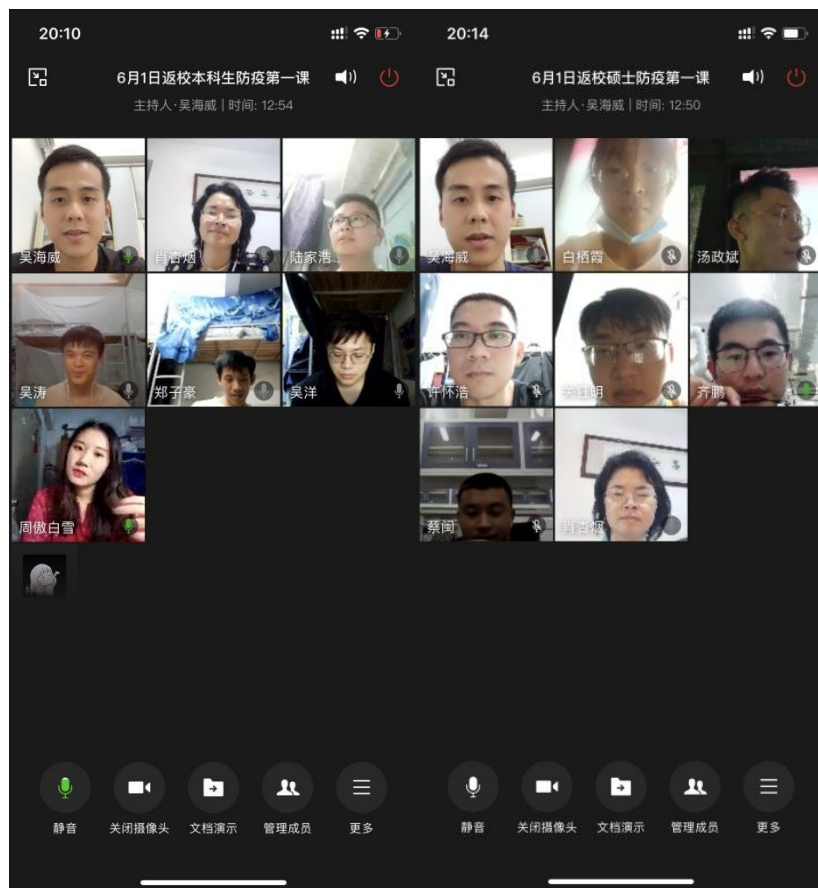 20:10
6月1日返校本科生防疫第一课
主持人·吴海威 | 时间: 12:54
吴海威
肖杏烟
陆家浩
吴涛
郑子豪
吴洋
周傲白雪
静音
关闭摄像头
文档演示
管理成员
更多
20:14
6月1日返校硕士防疫第一课
主持人·吴海威 | 时间: 12:50
吴海威
白栖霞
汤政斌
许怀浩
齐鹏
蔡闽
肖杏烟
静音
关闭摄像头
文档演示
管理成员
更多